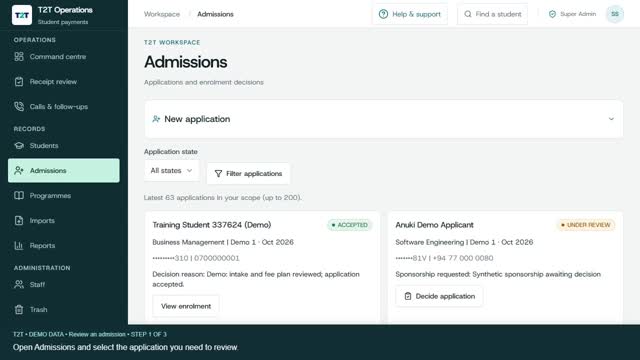 T2T
T2T Operations
Student payments
Workspace / Admissions
Help & support
Find a student
Super Admin
SS
OPERATIONS
Command centre
Receipt review
Calls & follow-ups
RECORDS
Students
Admissions
Programmes
Imports
Reports
ADMINISTRATION
Staff
Trash
T2T WORKSPACE
Admissions
Applications and enrolment decisions
New application
Application state
All states
Filter applications
Latest 63 applications in your scope (up to 200).
Training Student 337624 (Demo)
ACCEPTED
Business Management | Demo 1 · Oct 2026
•••••••••310 | 0700000001
Decision reason: Demo: intake and fee plan reviewed; application
accepted.
View enrolment
Anuki Demo Applicant
UNDER REVIEW
Software Engineering | Demo 1 · Oct 2026
•••••••81V | +94 77 000 0080
Sponsorship requested: Synthetic sponsorship awaiting decision
Decide application
T2T • DEMO DATA • Review an admission • STEP 1 OF 3
Open Admissions and select the application you need to review.